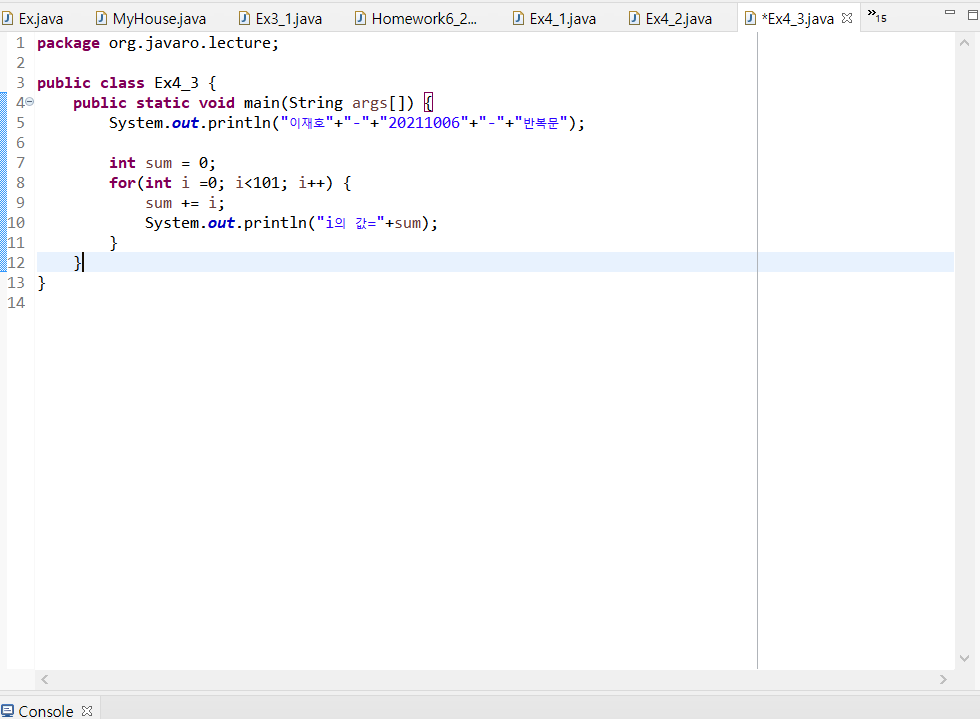 Ex.java MyHouse.java Ex3_1.java Homework6_2... Ex4_1.java Ex4_2.java *Ex4_3.java »15
1 package org.javaro.lecture;
2
3 public class Ex4_3 {
4 public static void main(String args[]) {
5 System.out.println("이재호"+"-"+"20211006"+"-"+"반복문");
6
7 int sum = 0;
8 for(int i =0; i<101; i++) {
9 sum += i;
10 System.out.println("i의 값="+sum);
11 }
12 }
13 }
14
Console